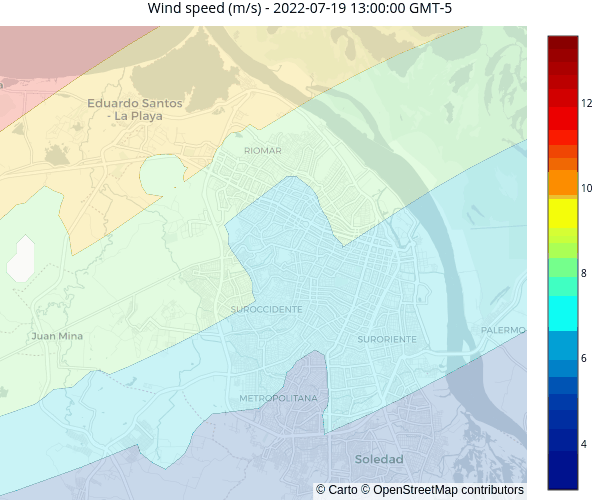 Wind speed (m/s) - 2022-07-19 13:00:00 GMT-5
Eduardo Santos
- La Playa
RIOMAR
SUROCCIDENTE
SURORIENTE
PALERMO
Juan Mina
METROPOLITANA
Soledad
© Carto © OpenStreetMap contributors
12
10
8
6
4